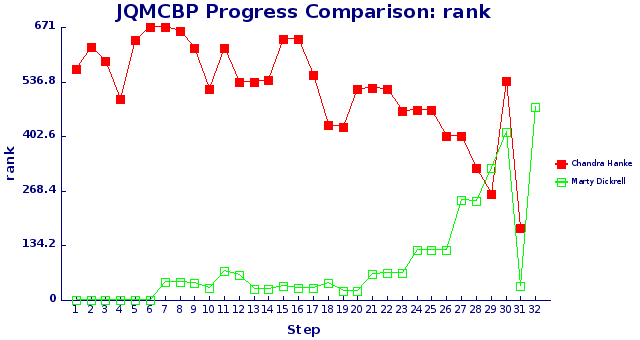 JQMCBP Progress Comparison: rank
671
536.8
402.6
268.4
134.2
0
rank
1 2 3 4 5 6 7 8 9 10 11 12 13 14 15 16 17 18 19 20 21 22 23 24 25 26 27 28 29 30 31 32
Step
Chandra Hanke
Marty Dickrell